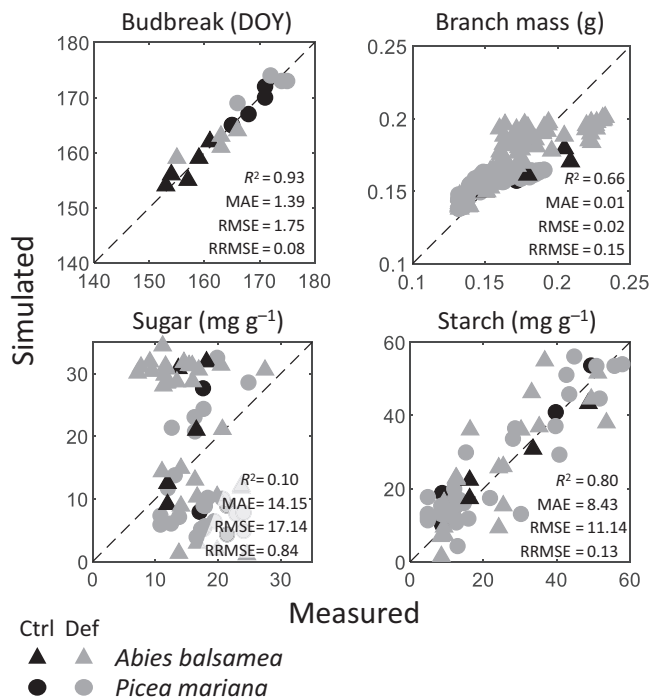 Budbreak (DOY)
Branch mass (g)
180
170
160
150
140
140 150 160 170 180
R² = 0.93
MAE = 1.39
RMSE = 1.75
RRMSE = 0.08
0.25
0.2
0.15
0.1
0.1 0.15 0.2 0.25
R² = 0.66
MAE = 0.01
RMSE = 0.02
RRMSE = 0.15
Simulated
Sugar (mg g⁻¹)
Starch (mg g⁻¹)
30
20
10
0
0 10 20 30
R² = 0.10
MAE = 14.15
RMSE = 17.14
RRMSE = 0.84
60
40
20
0
0 20 40 60
R² = 0.80
MAE = 8.43
RMSE = 11.14
RRMSE = 0.13
Measured
Ctrl Def
Abies balsamea
Picea mariana